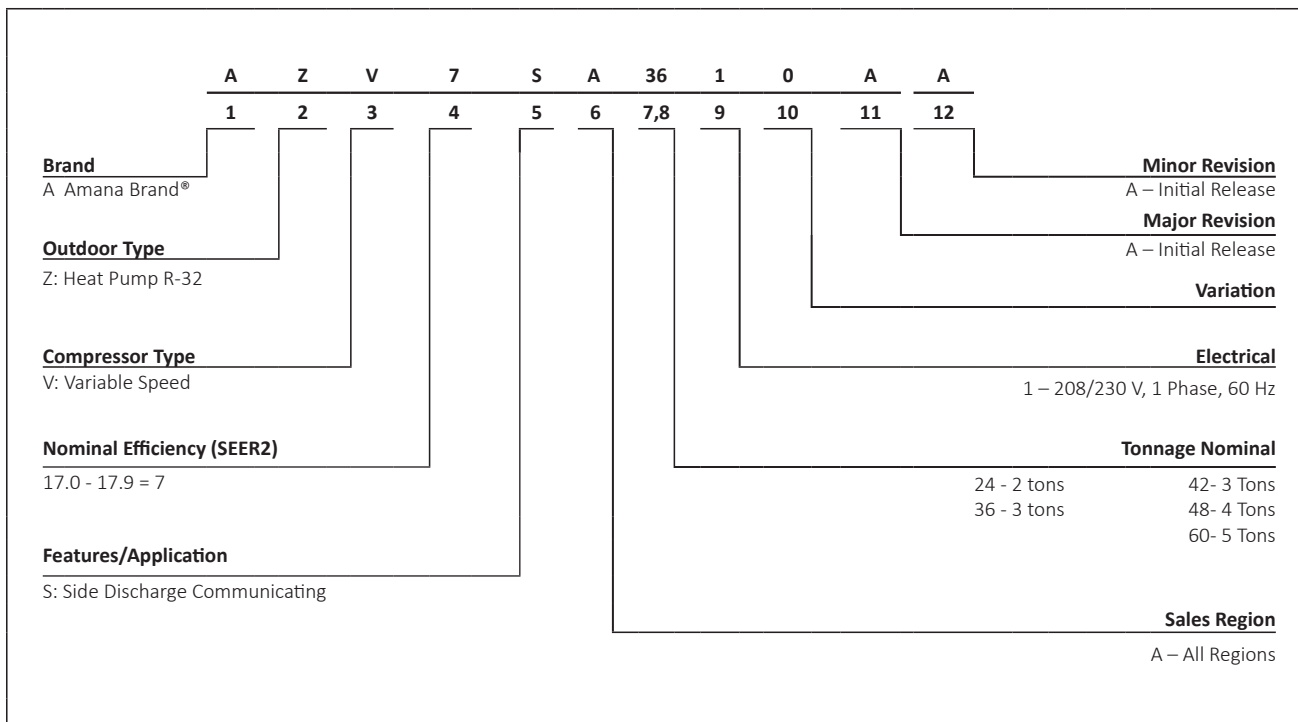 A Z V 7 S A 36 1 0 A A
1 2 3 4 5 6 7,8 9 10 11 12
Brand
A Amana Brand®
Outdoor Type
Z: Heat Pump R-32
Compressor Type
V: Variable Speed
Nominal Efficiency (SEER2)
17.0 - 17.9 = 7
Features/Application
S: Side Discharge Communicating
Minor Revision
A – Initial Release
Major Revision
A – Initial Release
Variation
Electrical
1 – 208/230 V, 1 Phase, 60 Hz
Tonnage Nominal
24 - 2 tons 42- 3 Tons
36 - 3 tons 48- 4 Tons
60- 5 Tons
Sales Region
A – All Regions